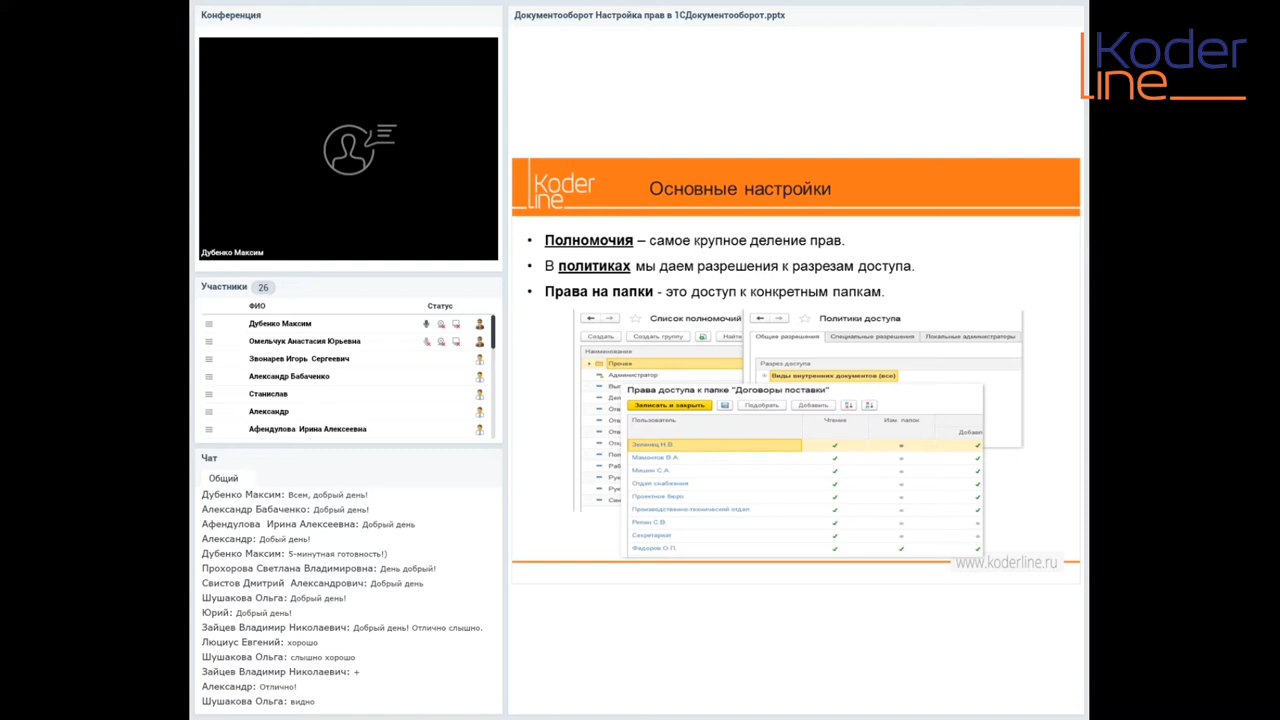 Конференция
Дубенко Максим
Участники 26
ФИО Статус
Дубенко Максим
Омельчук Анастасия Юрьевна
Звонарев Игорь Сергеевич
Александр Бабаченко
Станислав
Александр
Афендулова Ирина Алексеевна
Чат
Общий
Дубенко Максим: Всем, добрый день!
Александр Бабаченко: Добрый день!
Афендулова Ирина Алексеевна: Добрый день
Александр: Добый день!
Дубенко Максим: 5-минутная готовность!)
Прохорова Светлана Владимировна: День добрый!
Свистов Дмитрий Александрович: Добрый день
Шушакова Ольга: Добрый день!
Юрий: Добрый день!
Зайцев Владимир Николаевич: Добрый день! Отлично слышно.
Люциус Евгений: хорошо
Шушакова Ольга: слышно хорошо
Зайцев Владимир Николаевич: +
Александр: Отлично!
Шушакова Ольга: видно
Документооборот Настройка прав в 1СДокументооборот.pptx
Koder
line
Koder
line
Основные настройки
• Полномочия – самое крупное деление прав.
• В политиках мы даем разрешения к разрезам доступа.
• Права на папки - это доступ к конкретным папкам.
Список полномочий
Создать Создать группу Найти
Наименование
Прочее
Администратор
Политики доступа
Общие разрешения Специальные разрешения Локальные администраторы
Разрез доступа
Виды внутренних документов (все)
Права доступа к папке "Договоры поставки"
Записать и закрыть Подобрать Добавить
Пользователь Чтение Изм. папок
Добавл
Зеленец Н.В.
Мамонтов В.А.
Мишин С.А.
Отдел снабжения
Проектное бюро
Производственно-технический отдел
Репин С.В.
Секретариат
Федоров О.П.
www.koderline.ru